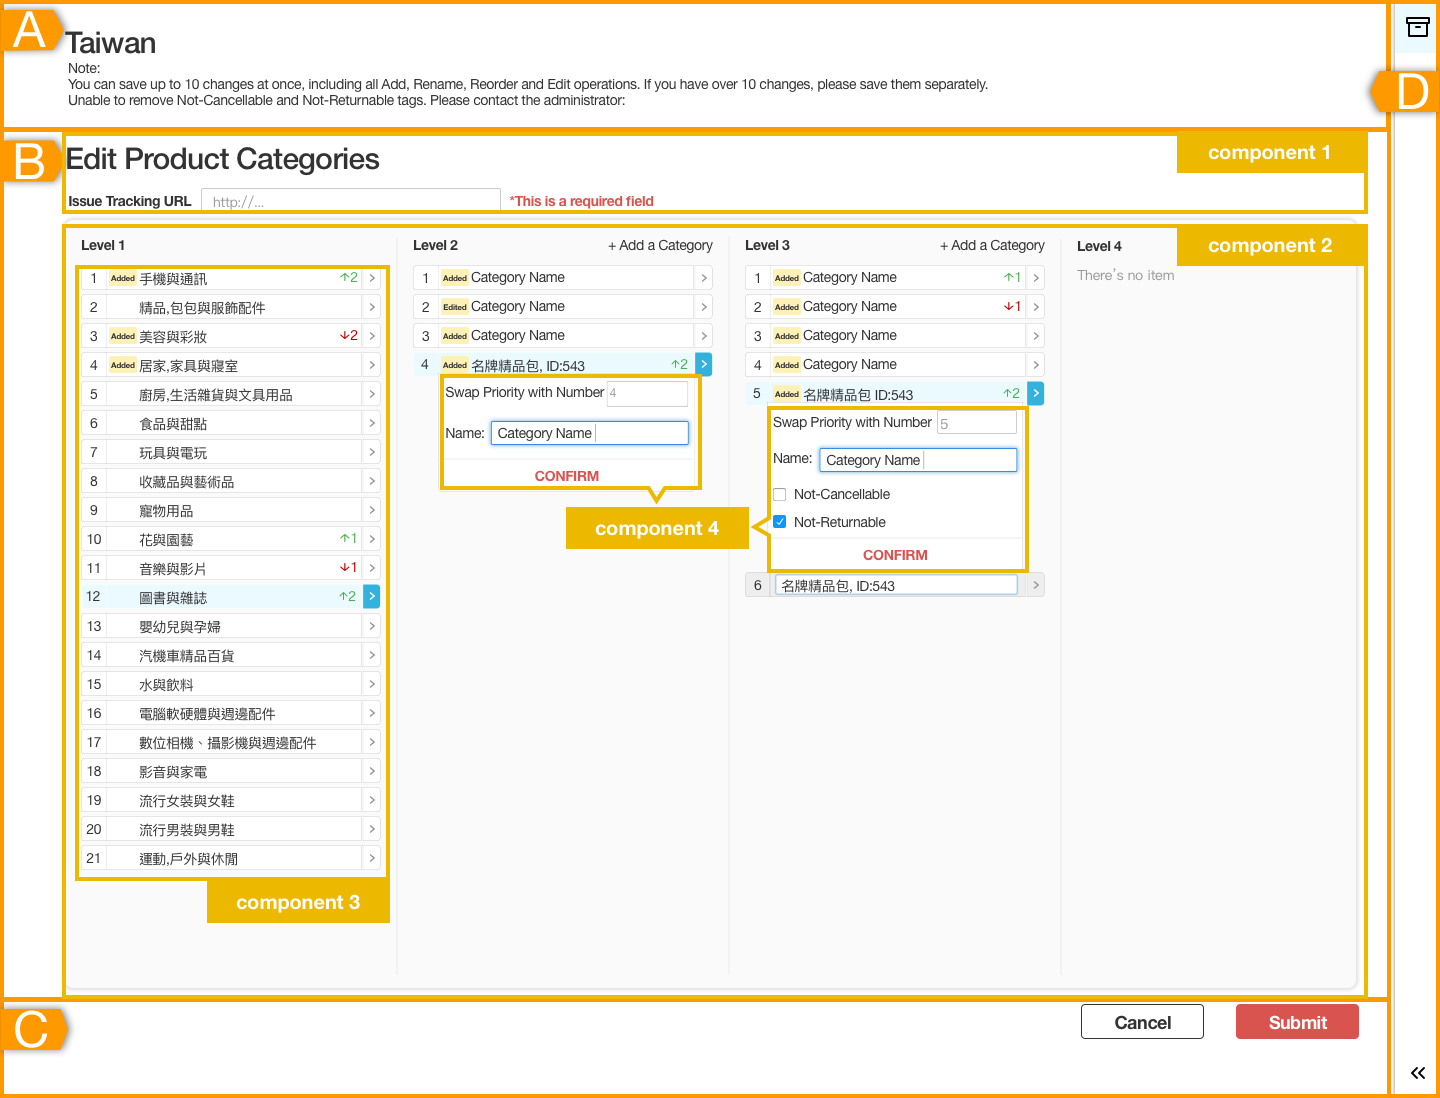 A
Taiwan
Note:
You can save up to 10 changes at once, including all Add, Rename, Reorder and Edit operations. If you have over 10 changes, please save them separately.
Unable to remove Not-Cancellable and Not-Returnable tags. Please contact the administrator:
D
B
Edit Product Categories
component 1
Issue Tracking URL http://... *This is a required field
component 2
Level 1
1 Added 手機與通訊 ↑2 >
2 精品,包包與服飾配件 >
3 Added 美容與彩妝 ↓2 >
4 Added 居家,家具與寢室 >
5 廚房,生活雜貨與文具用品 >
6 食品與甜點 >
7 玩具與電玩 >
8 收藏品與藝術品 >
9 寵物用品 >
10 花與園藝 ↑1 >
11 音樂與影片 ↓1 >
12 圖書與雜誌 ↑2 >
13 嬰幼兒與孕婦 >
14 汽機車精品百貨 >
15 水與飲料 >
16 電腦軟硬體與週邊配件 >
17 數位相機、攝影機與週邊配件 >
18 影音與家電 >
19 流行女裝與女鞋 >
20 流行男裝與男鞋 >
21 運動,戶外與休閒 >
component 3
Level 2 + Add a Category
1 Added Category Name >
2 Edited Category Name >
3 Added Category Name >
4 Added 名牌精品包, ID:543 ↑2 >
Swap Priority with Number 4
Name: Category Name
CONFIRM
component 4
Level 3 + Add a Category
1 Added Category Name ↑1 >
2 Added Category Name ↓1 >
3 Added Category Name >
4 Added Category Name >
5 Added 名牌精品包 ID:543 ↑2 >
Swap Priority with Number 5
Name: Category Name
Not-Cancellable
Not-Returnable
CONFIRM
6 名牌精品包, ID:543 >
Level 4
There's no item
C
Cancel Submit